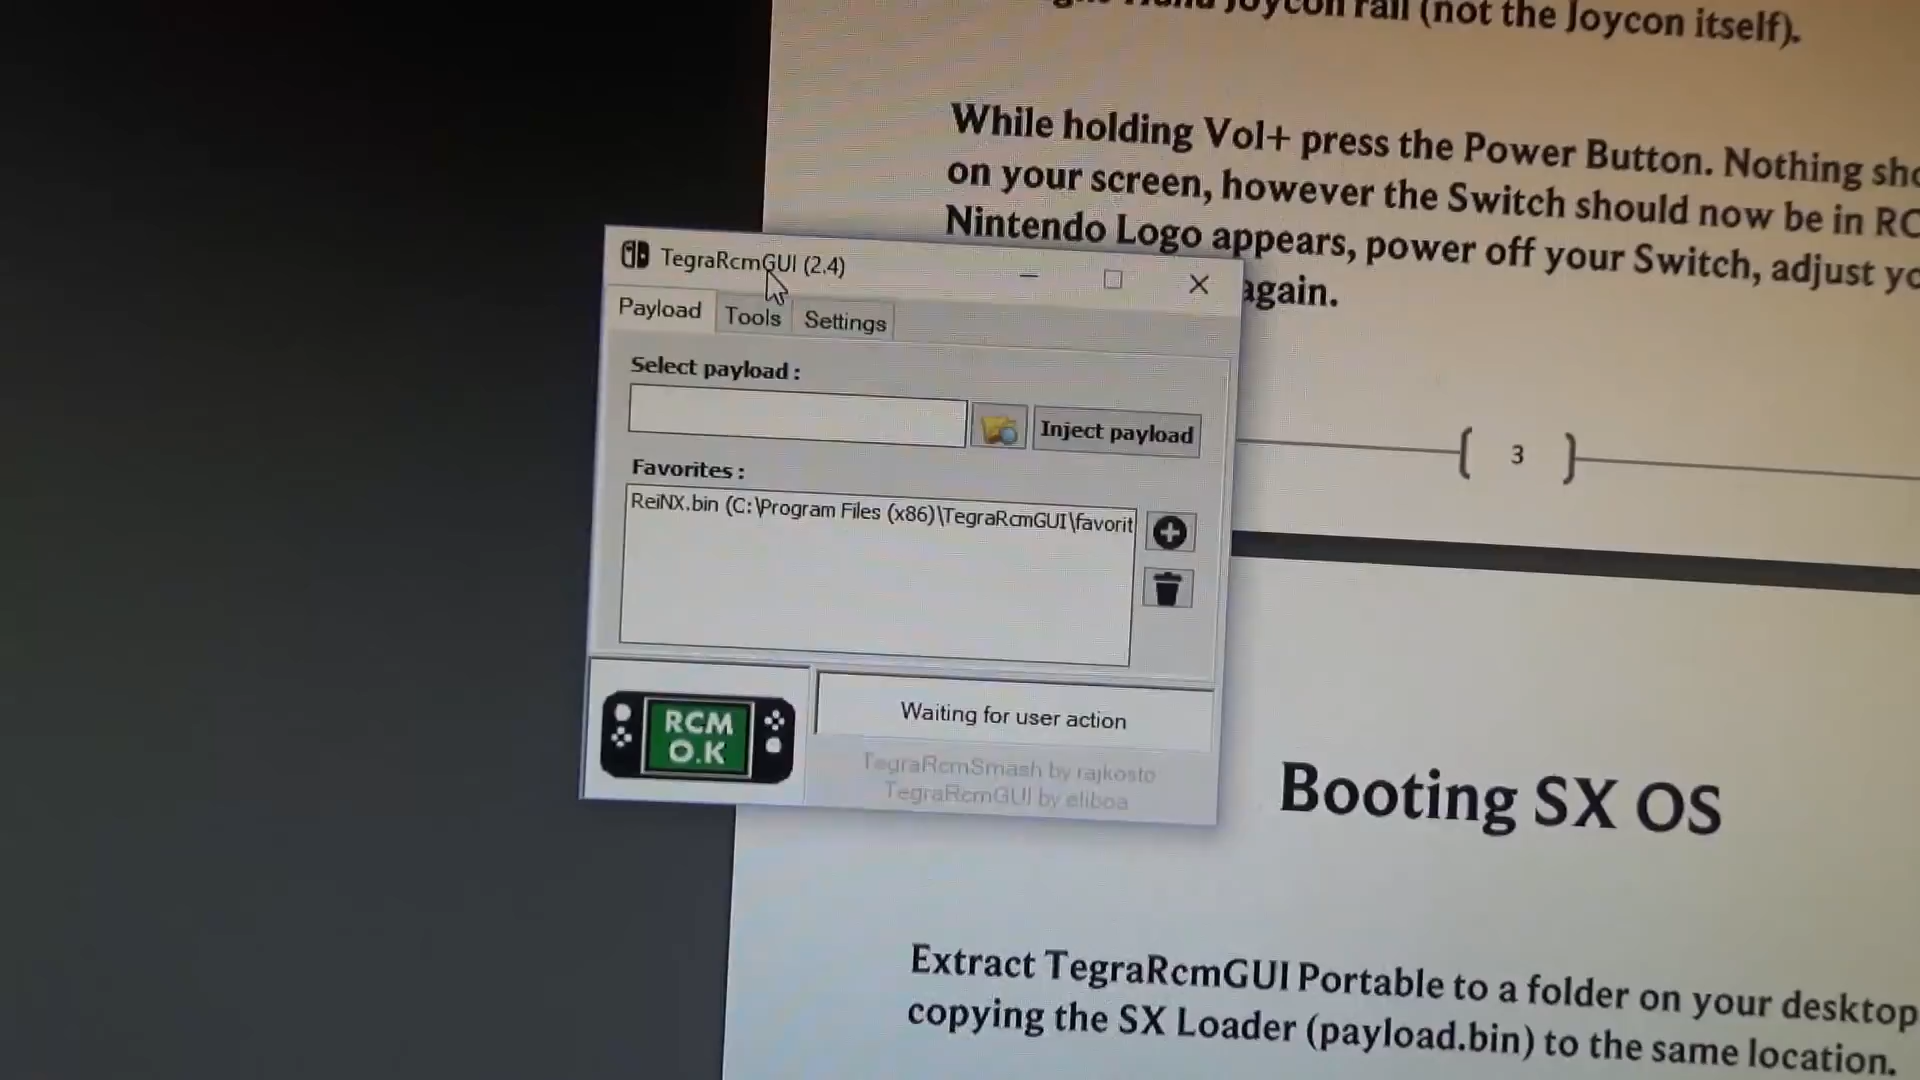 Joycon rail (not the Joycon itself).
While holding Vol+ press the Power Button. Nothing
on your screen, however the Switch should now be in
Nintendo Logo appears, power off your Switch, adjust
again.
TegraRcmGUI (2.4)
Payload Tools Settings
Select payload :
Inject payload
Favorites :
ReiNX.bin (C:\Program Files (x86)\TegraRcmGUI\favorit
RCM
O.K
Waiting for user action
TegraRcmSmash by rajkosto
TegraRcmGUI by eliboa
3
Booting SX OS
Extract TegraRcmGUI Portable to a folder on your desktop
copying the SX Loader (payload.bin) to the same location.